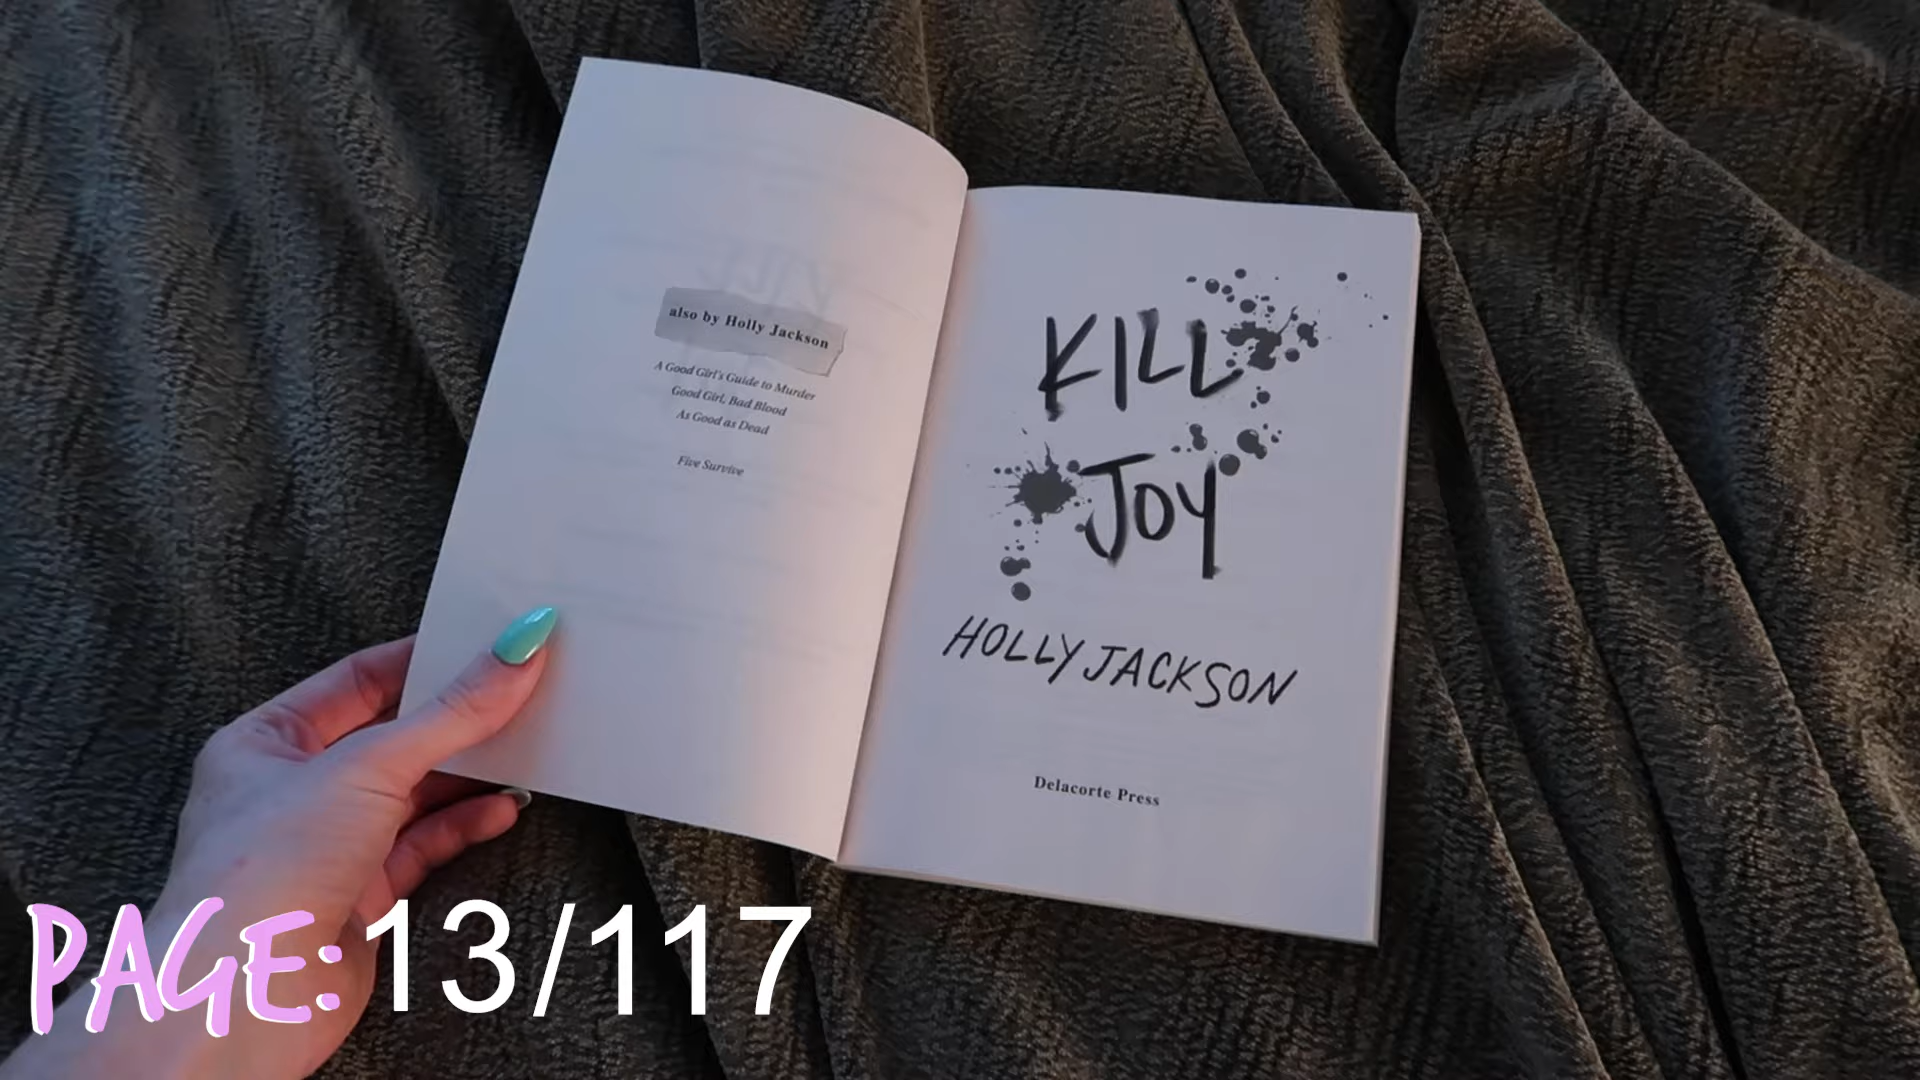 also by Holly Jackson
A Good Girl's Guide to Murder
Good Girl, Bad Blood
As Good as Dead
Five Survive
KILL
JOY
HOLLY JACKSON
Delacorte Press
PAGE: 13/117